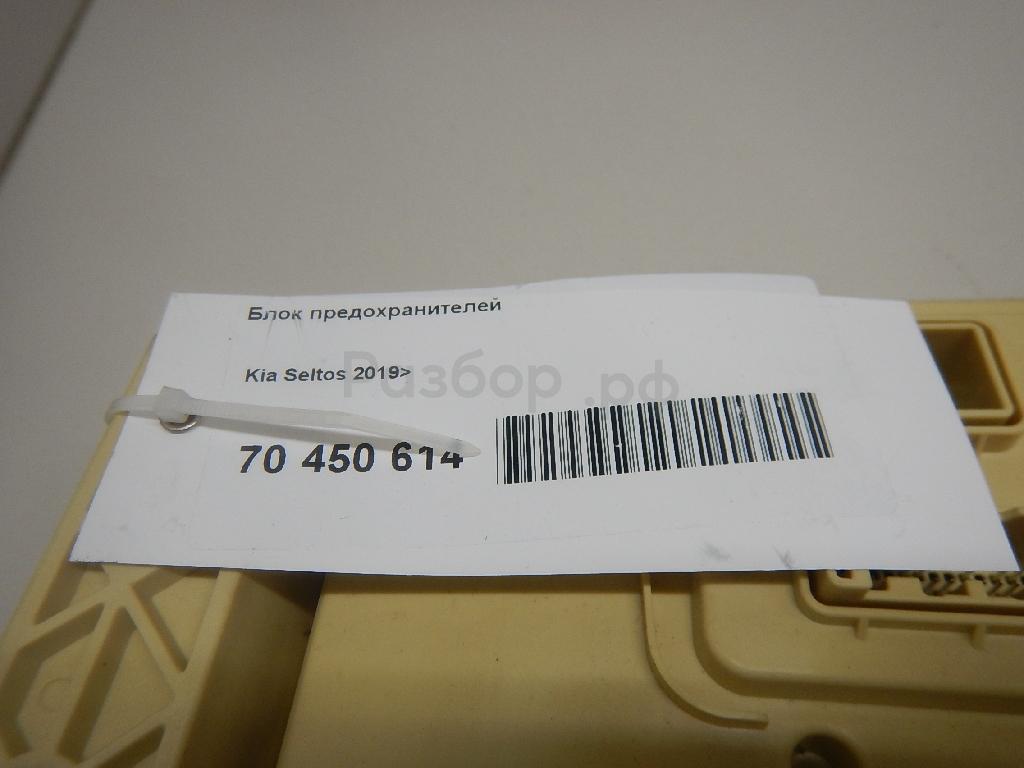 Блок предохранителей
Kia Seltos 2019>
Разбор.рф
70 450 614